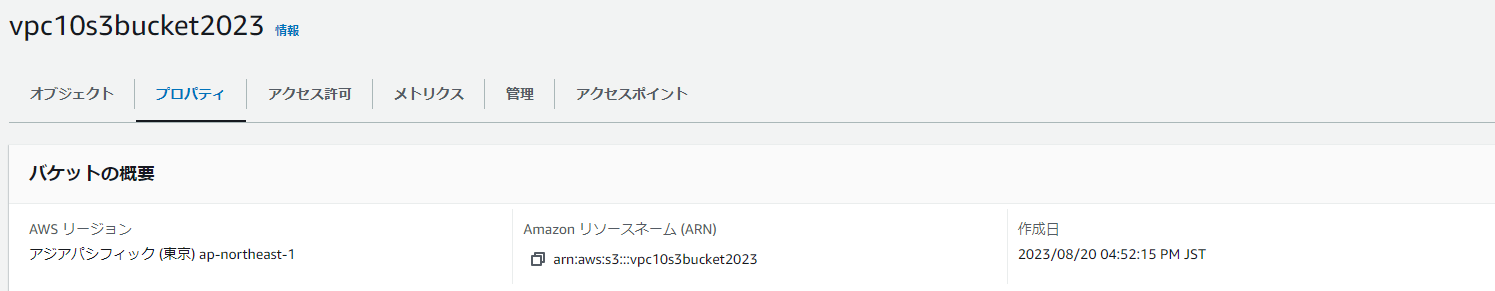 vpc10s3bucket2023 情報
オブジェクト プロパティ アクセス許可 メトリクス 管理 アクセスポイント
バケットの概要
AWS リージョン
アジアパシフィック (東京) ap-northeast-1
Amazon リソースネーム (ARN)
arn:aws:s3:::vpc10s3bucket2023
作成日
2023/08/20 04:52:15 PM JST